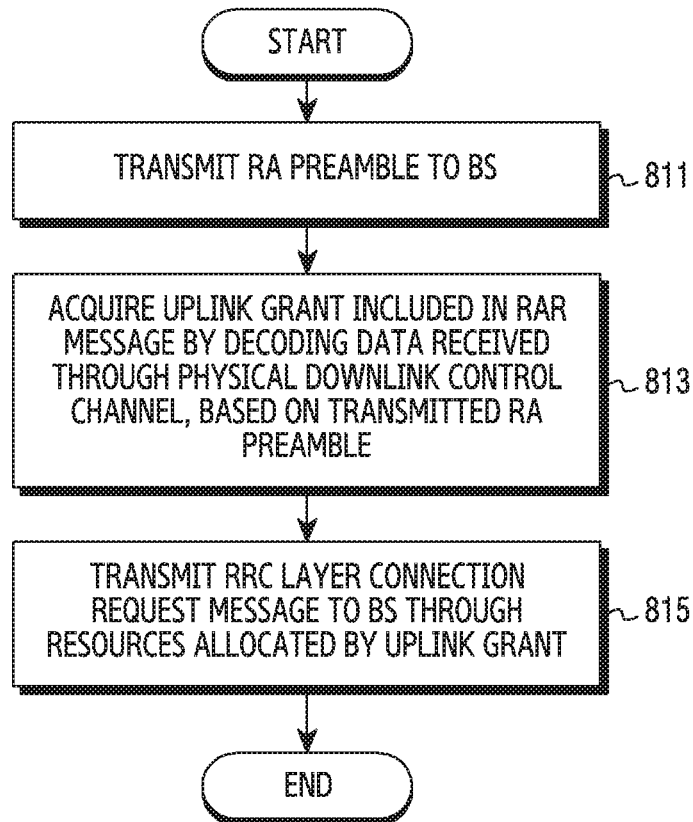 START
TRANSMIT RA PREAMBLE TO BS
811
ACQUIRE UPLINK GRANT INCLUDED IN RAR
MESSAGE BY DECODING DATA RECEIVED
THROUGH PHYSICAL DOWNLINK CONTROL
CHANNEL, BASED ON TRANSMITTED RA
PREAMBLE
813
TRANSMIT RRC LAYER CONNECTION
REQUEST MESSAGE TO BS THROUGH
RESOURCES ALLOCATED BY UPLINK GRANT
815
END